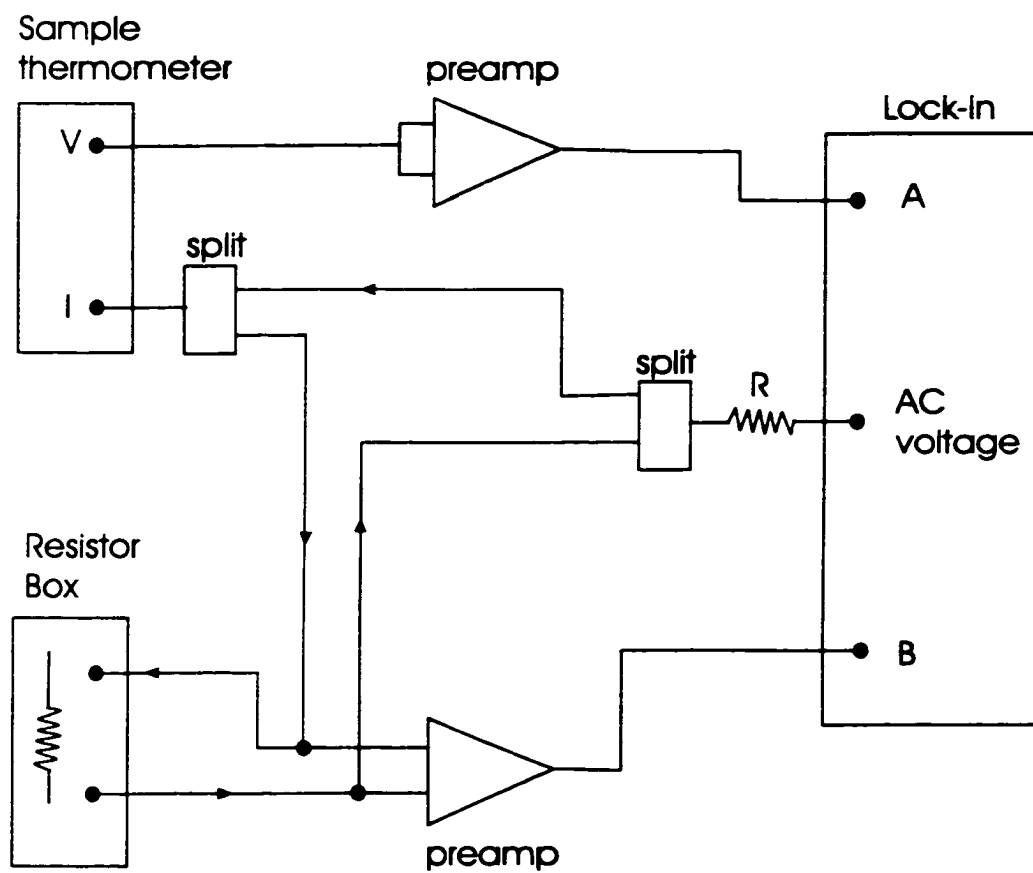 Sample
thermometer
preamp
Lock-in
V
A
split
I
split
R
AC
voltage
Resistor
Box
B
preamp